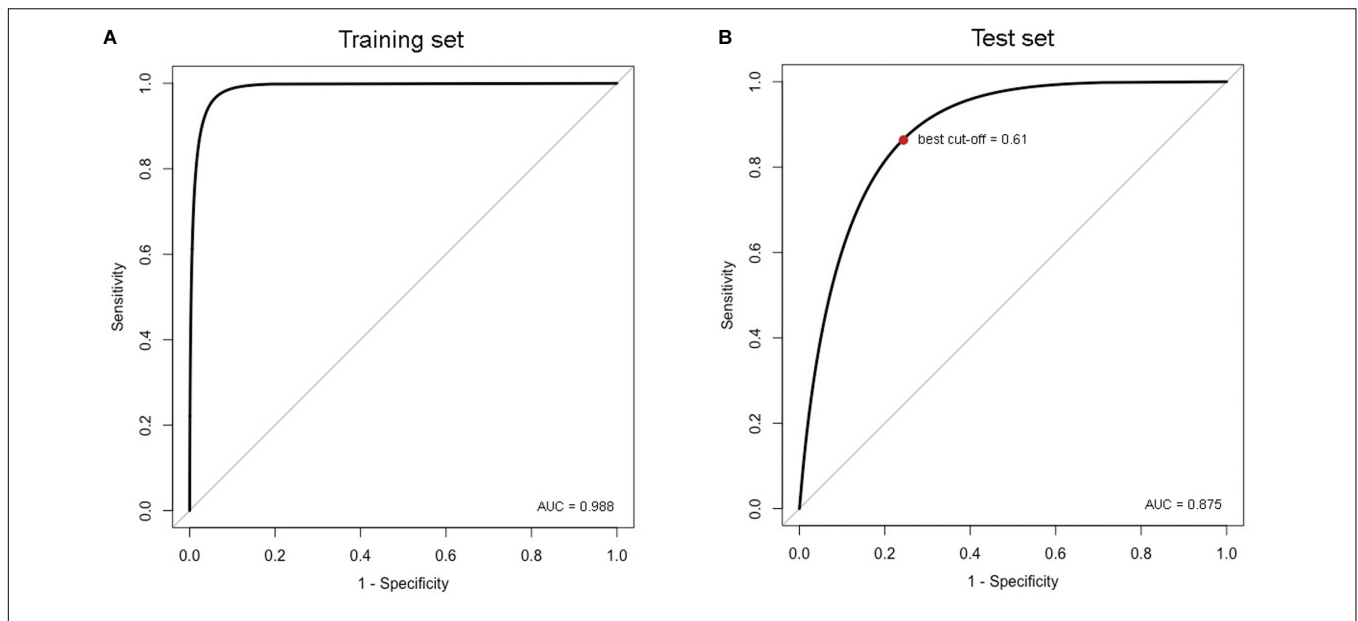 A
Training set
1.0
0.8
0.6
0.4
0.2
0.0
Sensitivity
AUC = 0.988
0.0 0.2 0.4 0.6 0.8 1.0
1 - Specificity
B
Test set
1.0
0.8
0.6
0.4
0.2
0.0
Sensitivity
best cut-off = 0.61
AUC = 0.875
0.0 0.2 0.4 0.6 0.8 1.0
1 - Specificity